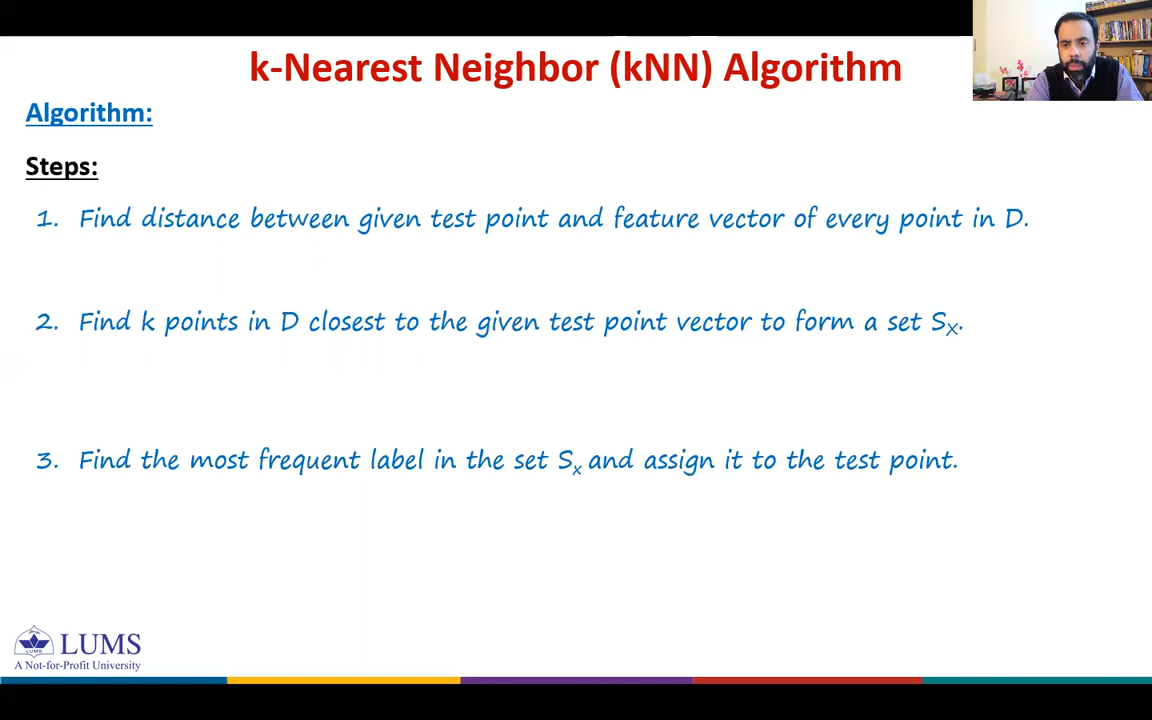 k-Nearest Neighbor (kNN) Algorithm
Algorithm:
Steps:
1. Find distance between given test point and feature vector of every point in D.
2. Find k points in D closest to the given test point vector to form a set Sₓ.
3. Find the most frequent label in the set Sₓ and assign it to the test point.
LUMS
A Not-for-Profit University